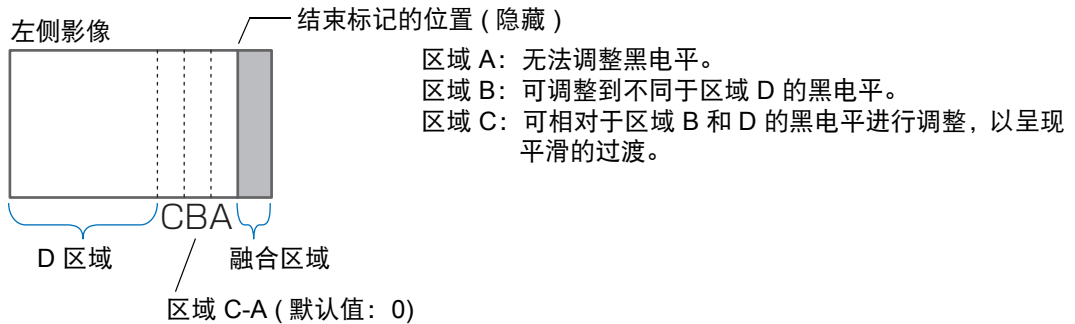 结束标记的位置 ( 隐藏 )
左侧影像
区域 A：无法调整黑电平。
区域 B：可调整到不同于区域 D 的黑电平。
区域 C：可相对于区域 B 和 D 的黑电平进行调整，以呈现
平滑的过渡。
CBA
D 区域
融合区域
区域 C-A ( 默认值：0)